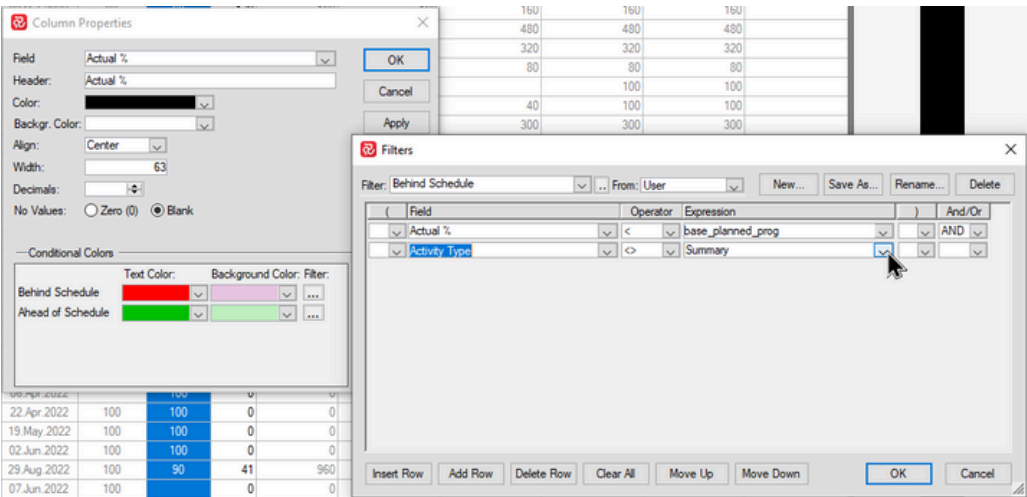 Column Properties
Field
Actual %
Header:
Actual %
Color:
Backgr. Color:
Align:
Center
Width:
63
Decimals:
No Values:
Zero (0)
Blank
Conditional Colors
Text Color:
Background Color:
Filter:
Behind Schedule
...
Ahead of Schedule
...
OK
Cancel
Apply
160 160 160
480 480 480
320 320 320
80 80 80
100 100
40 100 100
300 300 300
Filters
Filter: Behind Schedule .. From: User New... Save As... Rename... Delete
( Field Operator Expression ) And/Or
Actual % < base_planned_prog AND
Activity Type <> Summary
Insert Row Add Row Delete Row Clear All Move Up Move Down OK Cancel
100 0 0
22.Apr.2022 100 100 0 0
19.May.2022 100 100 0 0
02.Jun.2022 100 100 0 0
29.Aug.2022 100 90 41 960
07.Jun.2022 100 0 0